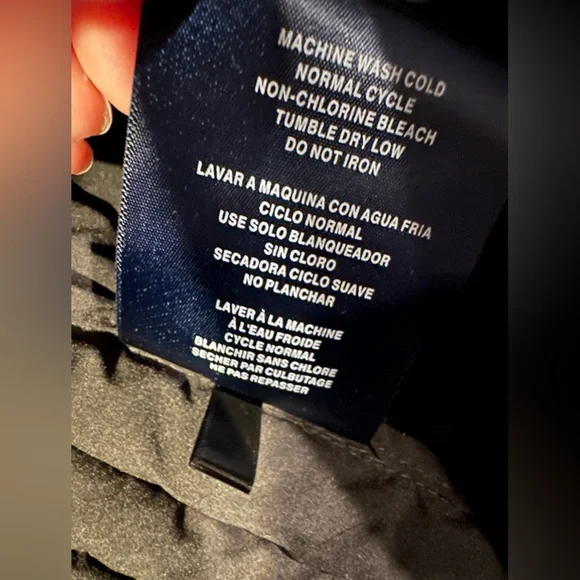 MACHINE WASH COLD
NORMAL CYCLE
NON-CHLORINE BLEACH
TUMBLE DRY LOW
DO NOT IRON
LAVAR A MAQUINA CON AGUA FRIA
CICLO NORMAL
USE SOLO BLANQUEADOR
SIN CLORO
SECADORA CICLO SUAVE
NO PLANCHAR
LAVER À LA MACHINE
À L'EAU FROIDE
CYCLE NORMAL
BLANCHIR SANS CHLORE
SECHER PAR CULBUTAGE
NE PAS REPASSER